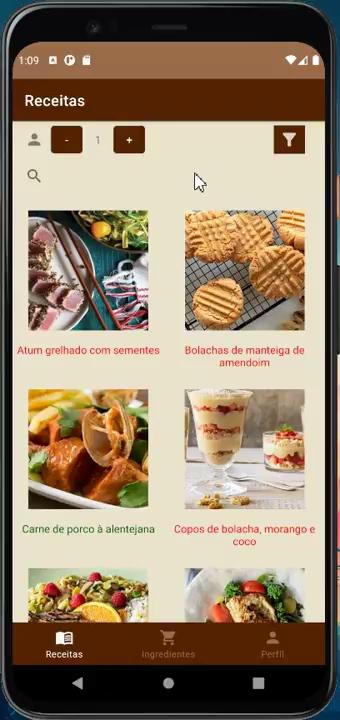 1:09
Receitas
- 1 +
Atum grelhado com sementes
Bolachas de manteiga de
amendoim
Carne de porco à alentejana
Copos de bolacha, morango e
coco
Receitas
Ingredientes
Perfil